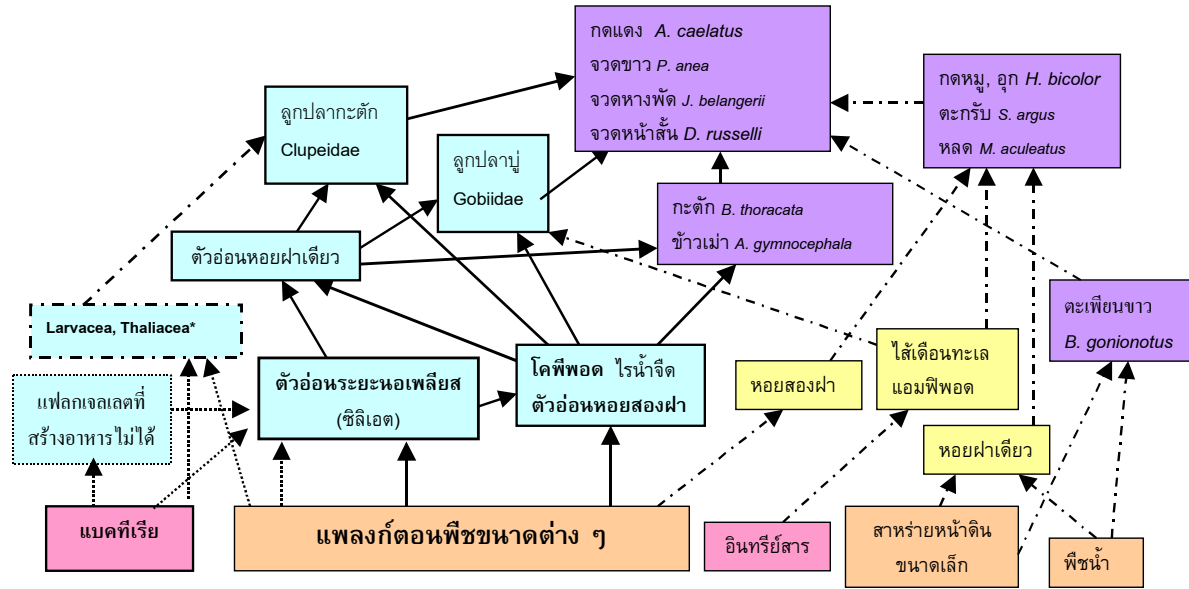 กดแดง A. caelatus
จวดขาว P. anea
จวดหางพัด J. belangerii
จวดหน้าสั้น D. russelli
กดหมู, อุก H. bicolor
ตะกรับ S. argus
หลด M. aculeatus
ลูกปลากะตัก
Clupeidae
ลูกปลาบู่
Gobiidae
กะตัก B. thoracata
ข้าวเม่า A. gymnocephala
ตัวอ่อนหอยฝาเดียว
Larvacea, Thaliacea*
ตะเพียนขาว
B. gonionotus
ตัวอ่อนระยะนอเพลียส
(ซิลิเอต)
โคพีพอด ไรน้ำจืด
ตัวอ่อนหอยสองฝา
หอยสองฝา
ไส้เดือนทะเล
แอมฟิพอด
แฟลกเจลเลตที่
สร้างอาหารไม่ได้
หอยฝาเดียว
แบคทีเรีย
แพลงก์ตอนพืชขนาดต่าง ๆ
อินทรีย์สาร
สาหร่ายหน้าดิน
ขนาดเล็ก
พืชน้ำ